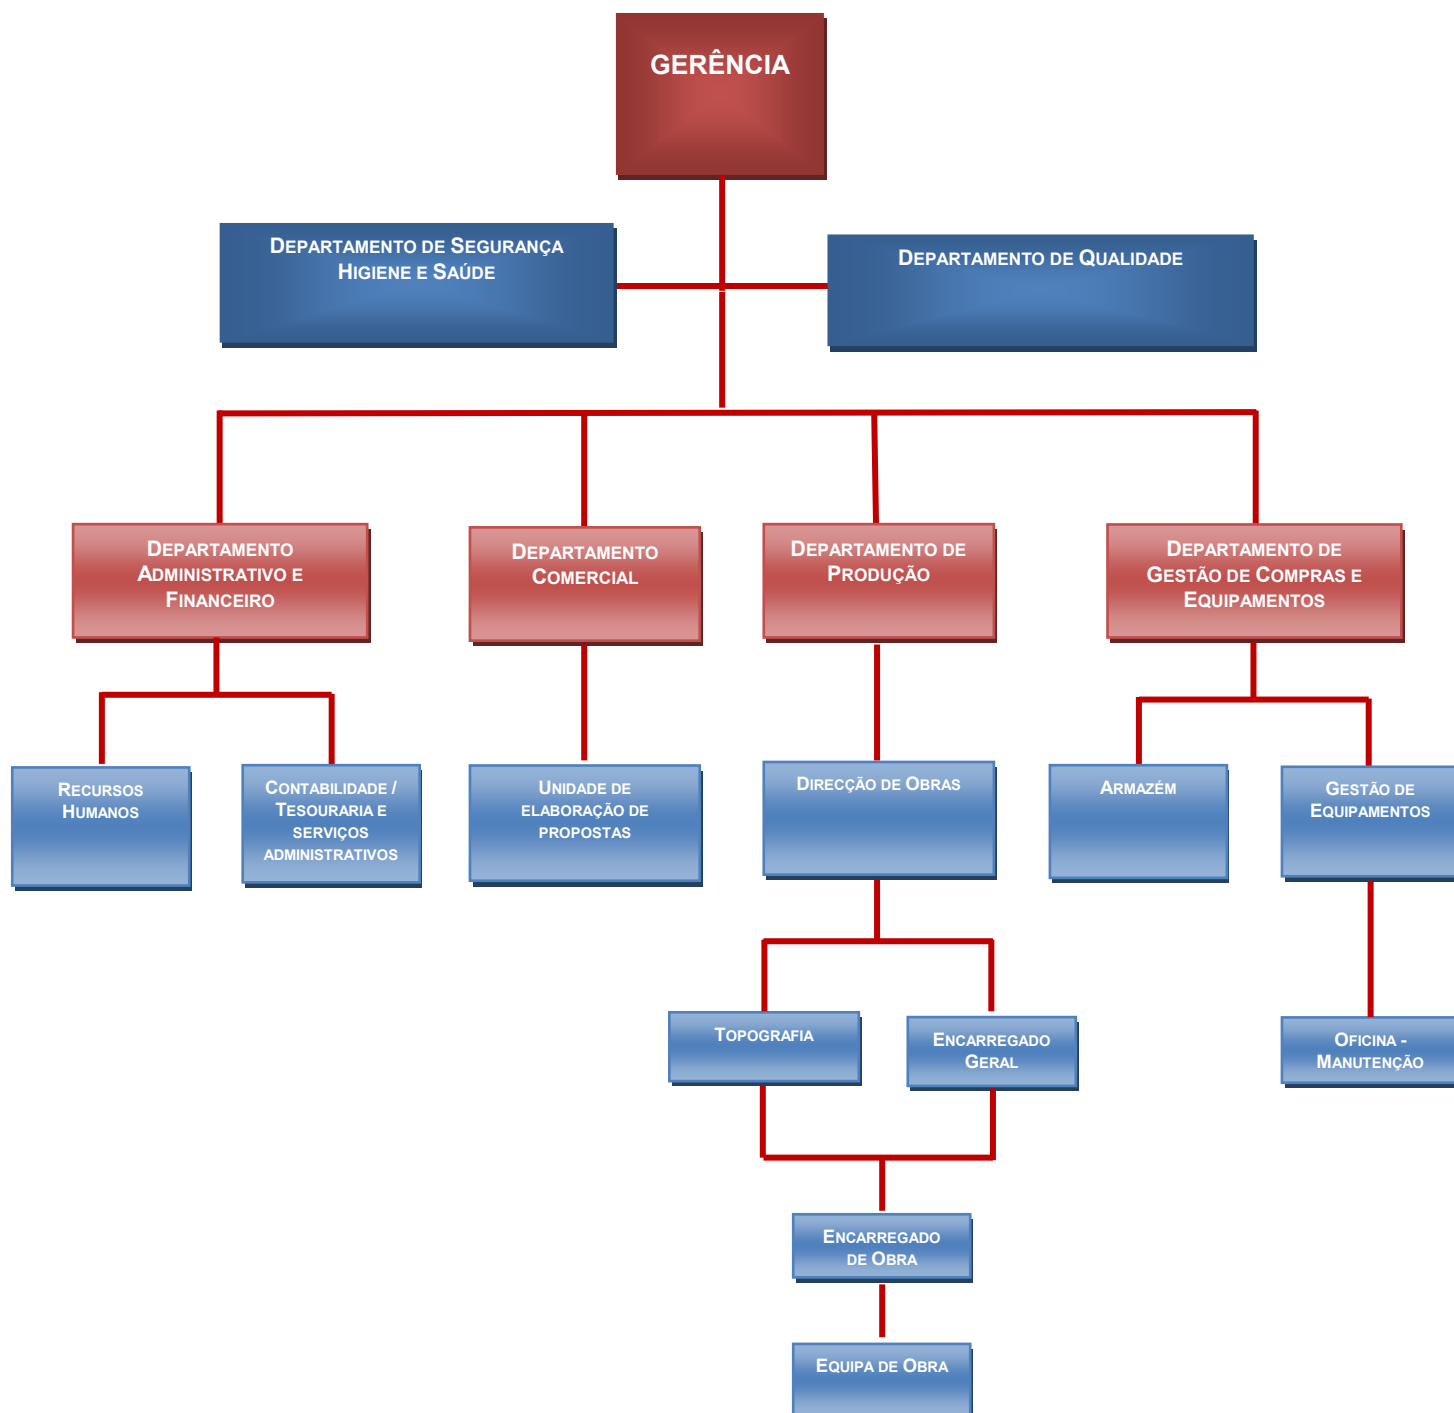 GERÊNCIA
DEPARTAMENTO DE SEGURANÇA
HIGIENE E SAÚDE
DEPARTAMENTO DE QUALIDADE
DEPARTAMENTO
ADMINISTRATIVO E
FINANCEIRO
DEPARTAMENTO
COMERCIAL
DEPARTAMENTO DE
PRODUÇÃO
DEPARTAMENTO DE
GESTÃO DE COMPRAS E
EQUIPAMENTOS
RECURSOS
HUMANOS
CONTABILIDADE /
TESOURARIA E
SERVIÇOS
ADMINISTRATIVOS
UNIDADE DE
ELABORAÇÃO DE
PROPOSTAS
DIRECÇÃO DE OBRAS
ARMAZÉM
GESTÃO DE
EQUIPAMENTOS
TOPOGRAFIA
ENCARREGADO
GERAL
OFICINA -
MANUTENÇÃO
ENCARREGADO
DE OBRA
EQUIPA DE OBRA